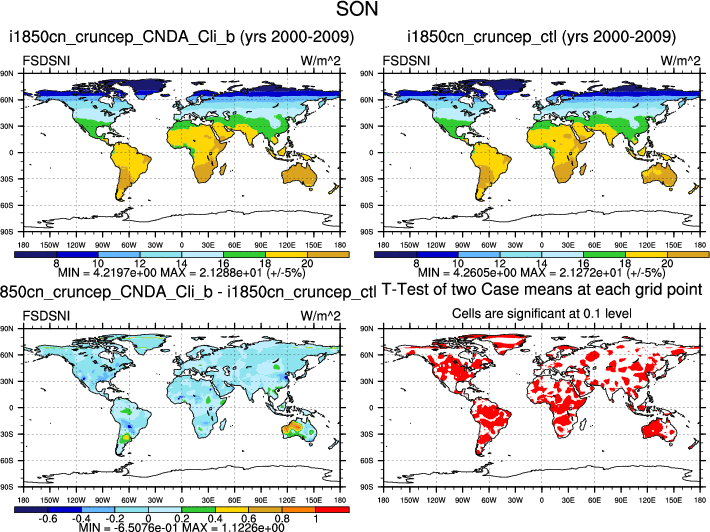 SON
i1850cn_cruncep_CNDA_Cli_b (yrs 2000-2009)
FSDSNI W/m^2
90N
60N
30N
0
30S
60S
90S
180 150W 120W 90W 60W 30W 0 30E 60E 90E 120E 150E 180
8 10 12 14 16 18 20
MIN = 4.2197e+00 MAX = 2.1288e+01 (+/-5%)
i1850cn_cruncep_ctl (yrs 2000-2009)
FSDSNI W/m^2
90N
60N
30N
0
30S
60S
90S
180 150W 120W 90W 60W 30W 0 30E 60E 90E 120E 150E 180
8 10 12 14 16 18 20
MIN = 4.2605e+00 MAX = 2.1272e+01 (+/-5%)
850cn_cruncep_CNDA_Cli_b - i1850cn_cruncep_ctl
FSDSNI W/m^2
90N
60N
30N
0
30S
60S
90S
180 150W 120W 90W 60W 30W 0 30E 60E 90E 120E 150E 180
-0.6 -0.4 -0.2 0 0.2 0.4 0.6 0.8 1
MIN = -6.5076e-01 MAX = 1.1226e+00
T-Test of two Case means at each grid point
Cells are significant at 0.1 level
90N
60N
30N
0
30S
60S
90S
180 150W 120W 90W 60W 30W 0 30E 60E 90E 120E 150E 180